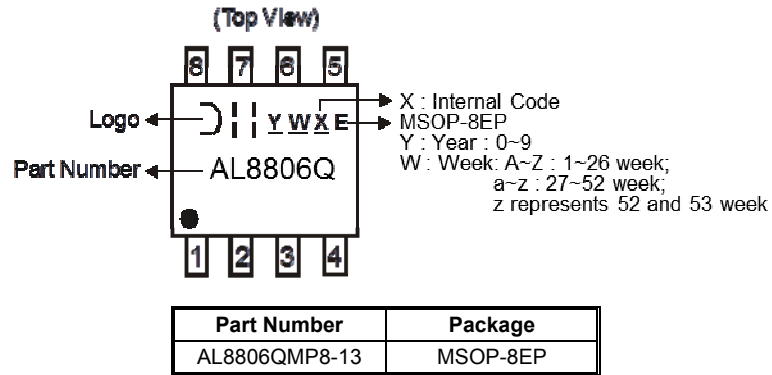 (Top View)
8 7 6 5
Logo
Y W X E
X : Internal Code
MSOP-8EP
Y : Year : 0~9
W : Week: A~Z : 1~26 week;
a~z : 27~52 week;
z represents 52 and 53 week
Part Number
AL8806Q
1 2 3 4
Part Number Package
AL8806QMP8-13 MSOP-8EP